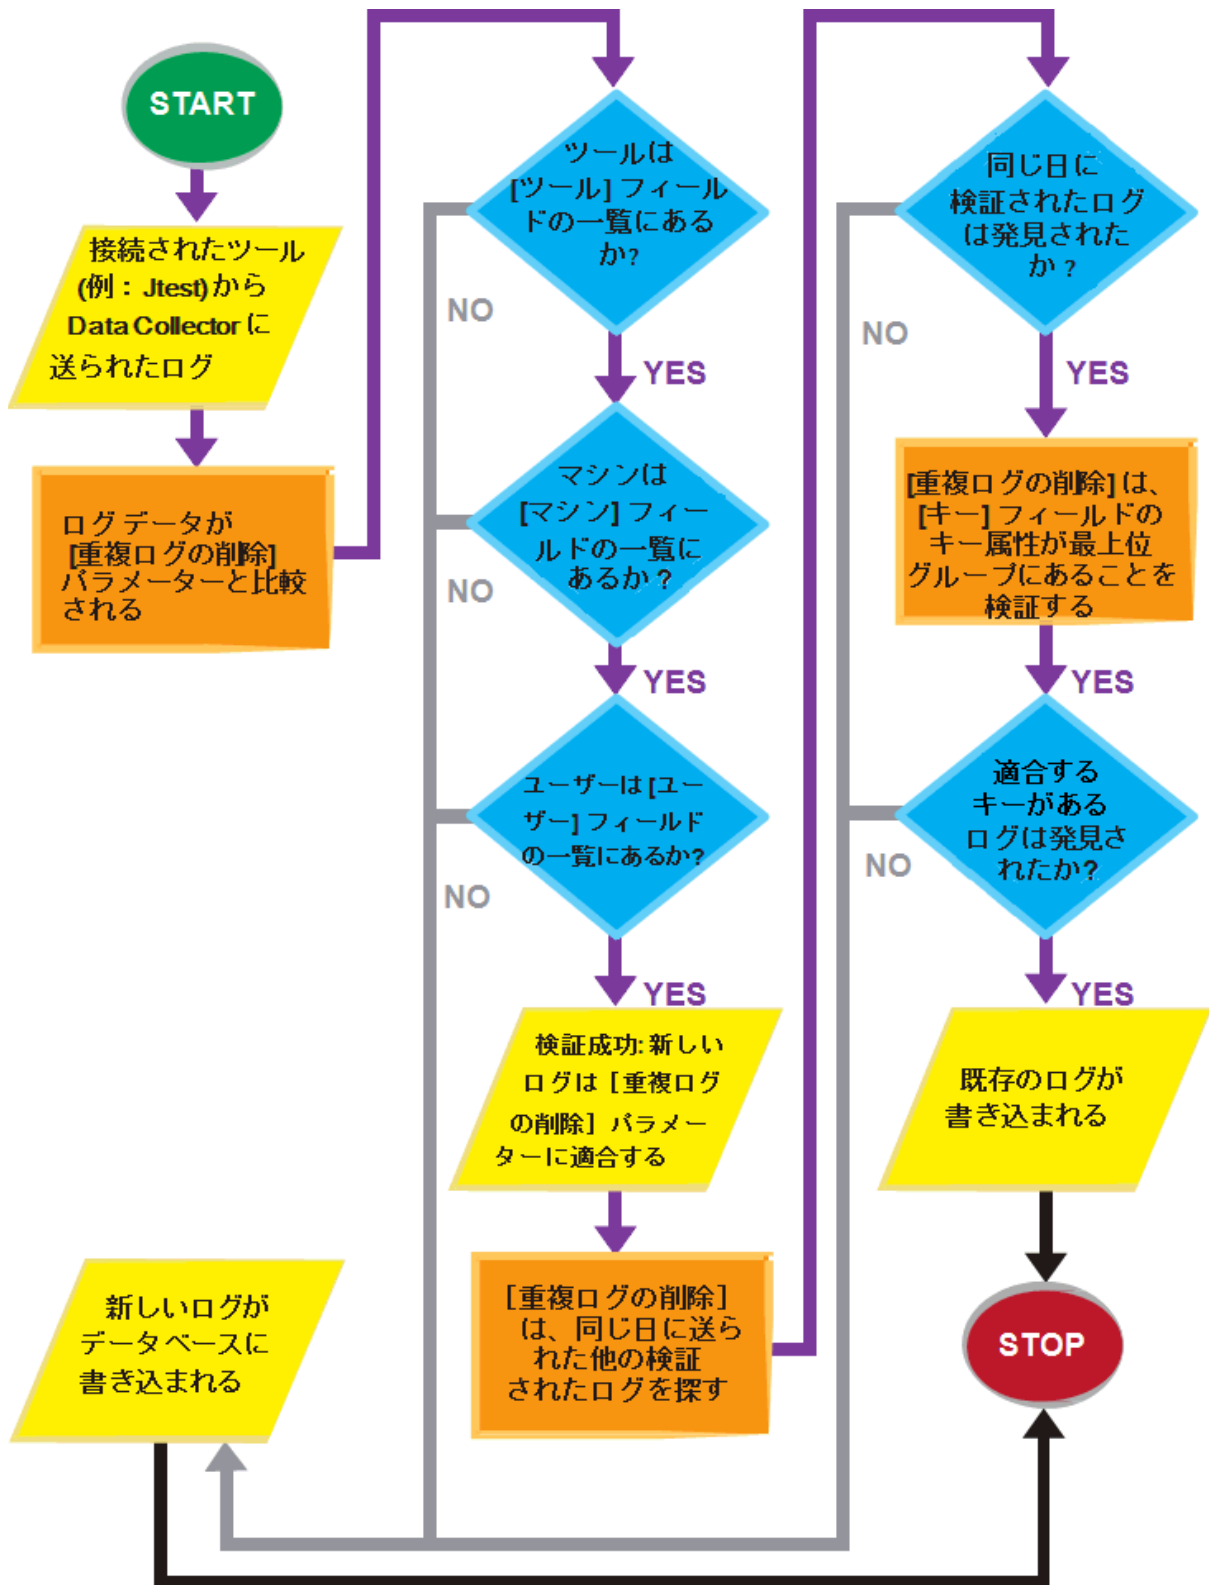 START
接続されたツール
(例：Jtest)から
Data Collector に
送られたログ
ログデータが
[重複ログの削除]
パラメーターと比較
される
ツールは
[ツール] フィール
ドの一覧にある
か?
NO
YES
マシンは
[マシン] フィー
ルドの一覧に
あるか？
NO
YES
ユーザーは [ユー
ザー] フィールド
の一覧にあるか?
NO
YES
検証成功: 新しい
ログは［重複ログ
の削除］パラメー
ターに適合する
［重複ログの削除］
は、同じ日に送ら
れた他の検証
されたログを探す
同じ日に
検証されたログ
は発見された
か？
NO
YES
[重複ログの削除] は、
[キー] フィールドの
キー属性が最上位
グループにあることを
検証する
YES
適合する
キーがある
ログは発見さ
れたか?
NO
YES
既存のログが
書き込まれる
STOP
新しいログが
データベースに
書き込まれる